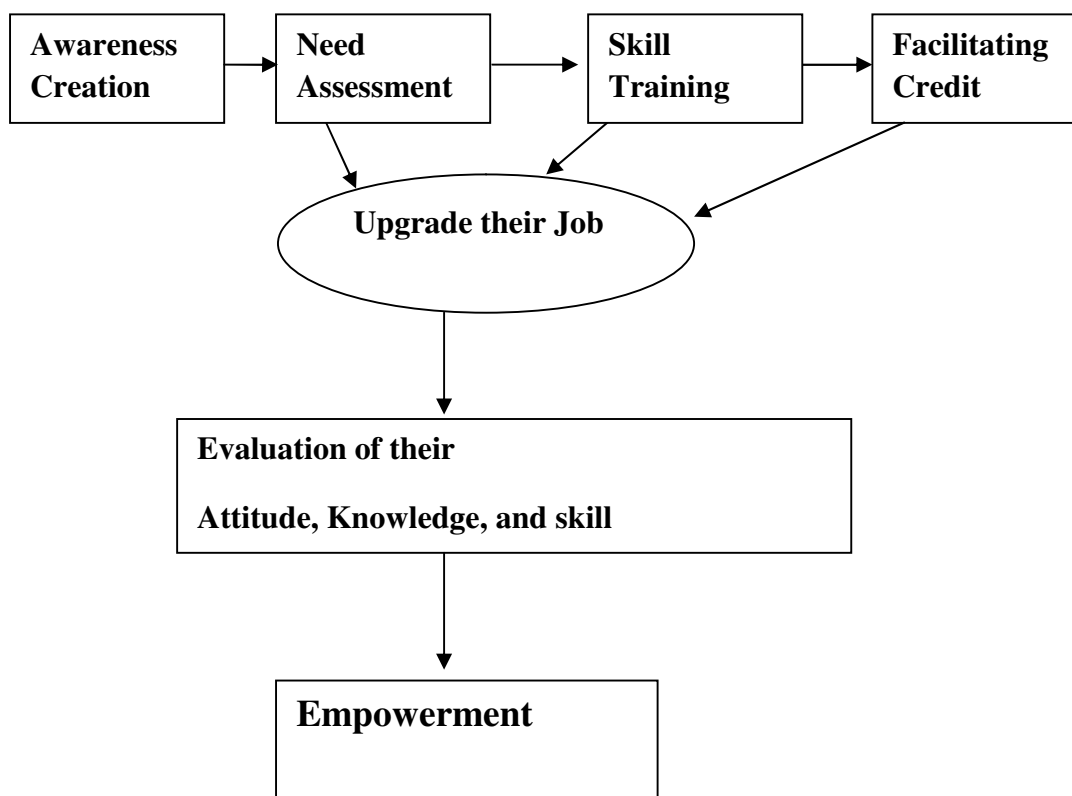 Awareness
Creation
Need
Assessment
Skill
Training
Facilitating
Credit
Upgrade their Job
Evaluation of their
Attitude, Knowledge, and skill
Empowerment